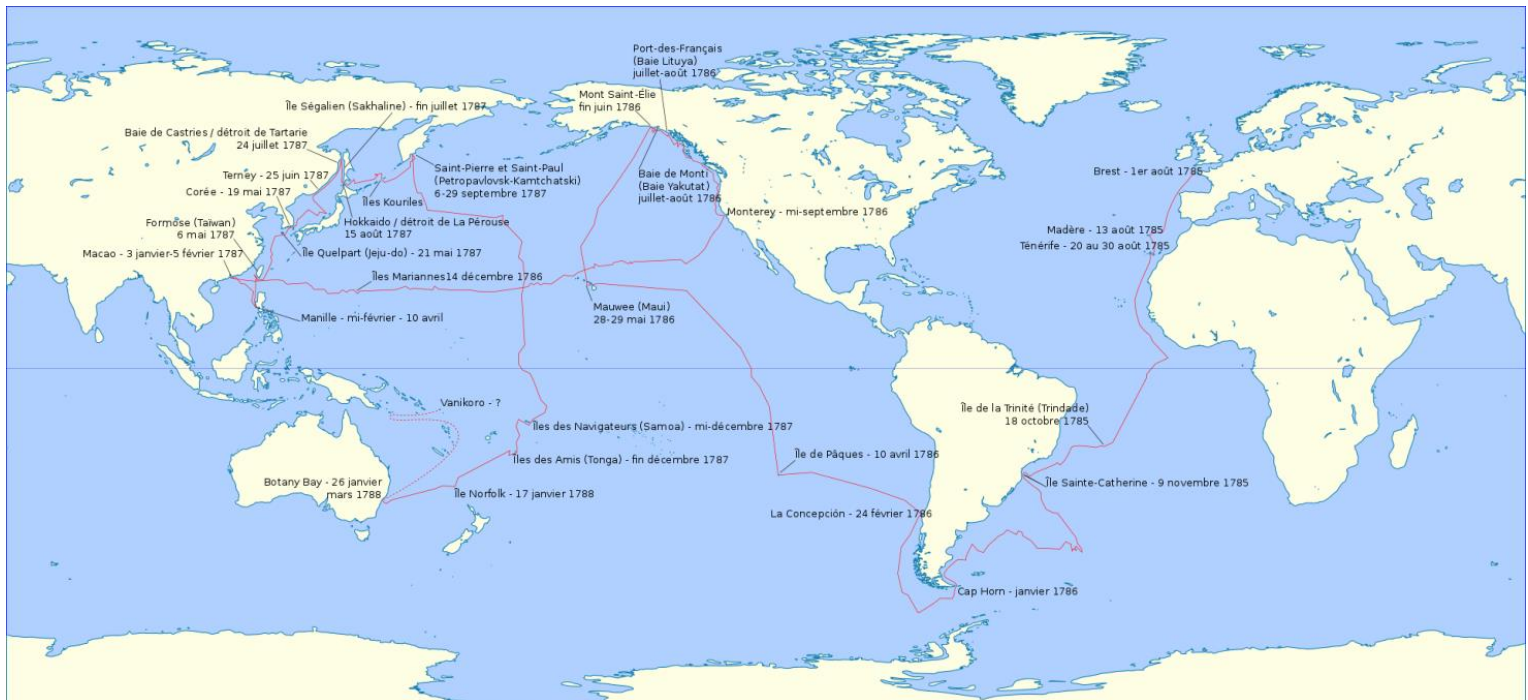 Port-des-Français
(Baie Lituya)
juillet-août 1786
Mont Saint-Élie
fin juin 1786
Île Ségalien (Sakhaline) - fin juillet 1787
Baie de Castries / détroit de Tartarie
24 juillet 1787
Terney - 25 juin 1787
Corée - 19 mai 1787
Saint-Pierre et Saint-Paul
(Petropavlovsk-Kamtchatski)
6-29 septembre 1787
Îles Kouriles
Baie de Monti
(Baie Yakutat)
juillet-août 1786
Brest - 1er août 1785
Monterey - mi-septembre 1786
Formose (Taïwan)
6 mai 1787
Hokkaido / détroit de La Pérouse
15 août 1787
Madère - 13 août 1785
Ténérife - 20 au 30 août 1785
Macao - 3 janvier-5 février 1787
Île Quelpart (Jeju-do) - 21 mai 1787
Îles Mariannes14 décembre 1786
Mauwee (Maui)
28-29 mai 1786
Manille - mi-février - 10 avril
Vanikoro - ?
Île de la Trinité (Trindade)
18 octobre 1785
Îles des Navigateurs (Samoa) - mi-décembre 1787
Îles des Amis (Tonga) - fin décembre 1787
Île de Pâques - 10 avril 1786
Botany Bay - 26 janvier
mars 1788
Île Norfolk - 17 janvier 1788
Île Sainte-Catherine - 9 novembre 1785
La Concepción - 24 février 1786
Cap Horn - janvier 1786